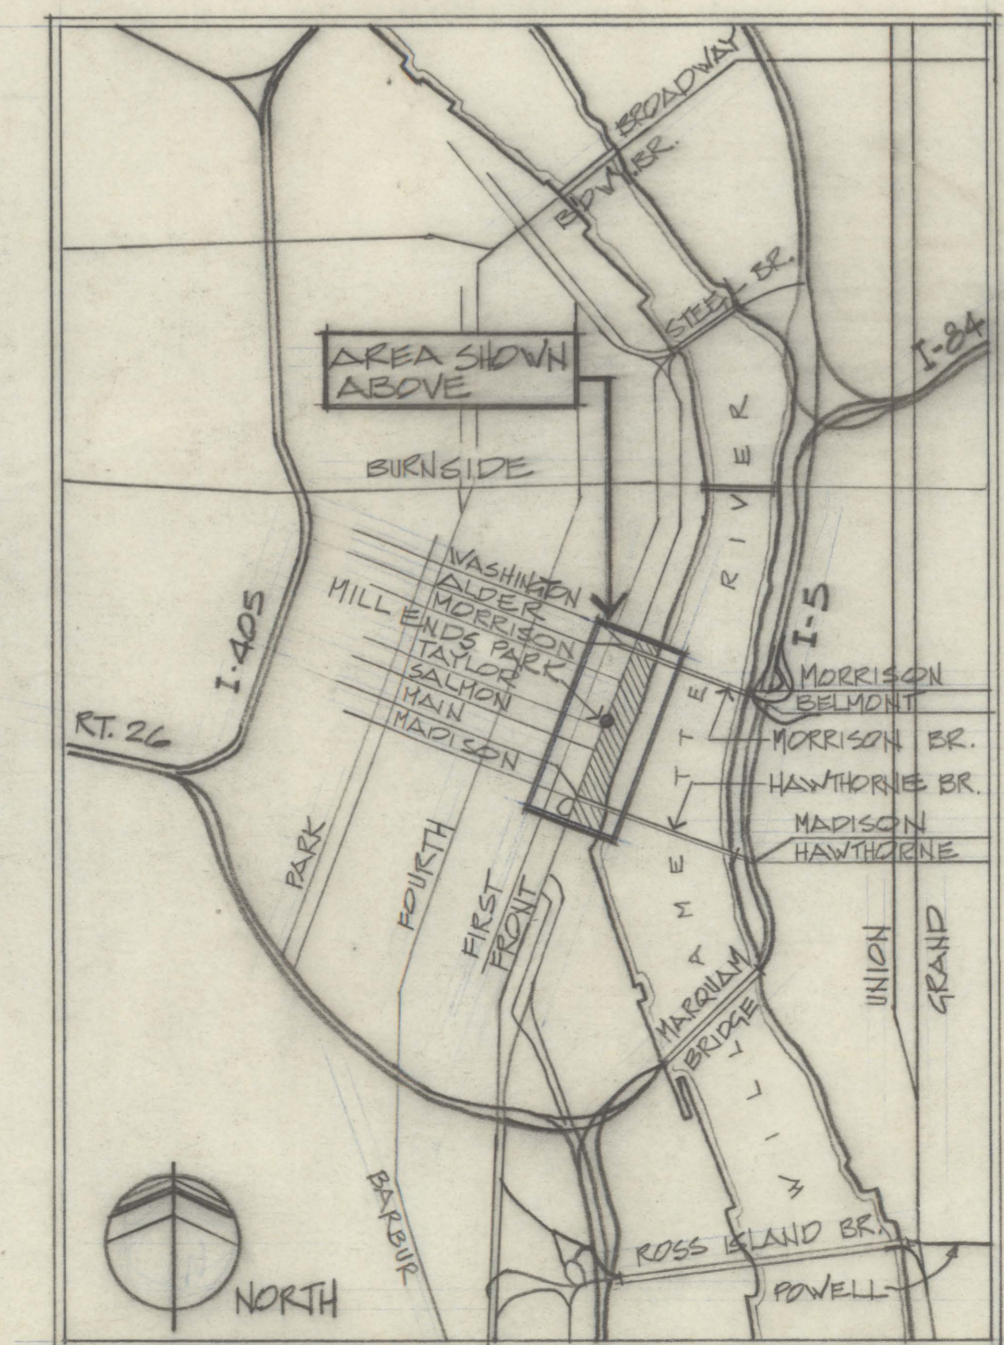 BROADWAY
B'DWY. BR.
STEEL BR.
I-84
AREA SHOWN
ABOVE
BURNSIDE
WASHINGTON
ALDER
MORRISON
MILL ENDS PARK
TAYLOR
SALMON
MAIN
MADISON
I-405
RT. 26
I-5
MORRISON
BELMONT
MORRISON BR.
HAWTHORNE BR.
MADISON
HAWTHORNE
WILLAMETTE RIVER
PARK
FOURTH
FIRST
FRONT
UNION
GRAND
MARQUAM
BRIDGE
BARBUR
ROSS ISLAND BR.
POWELL
NORTH